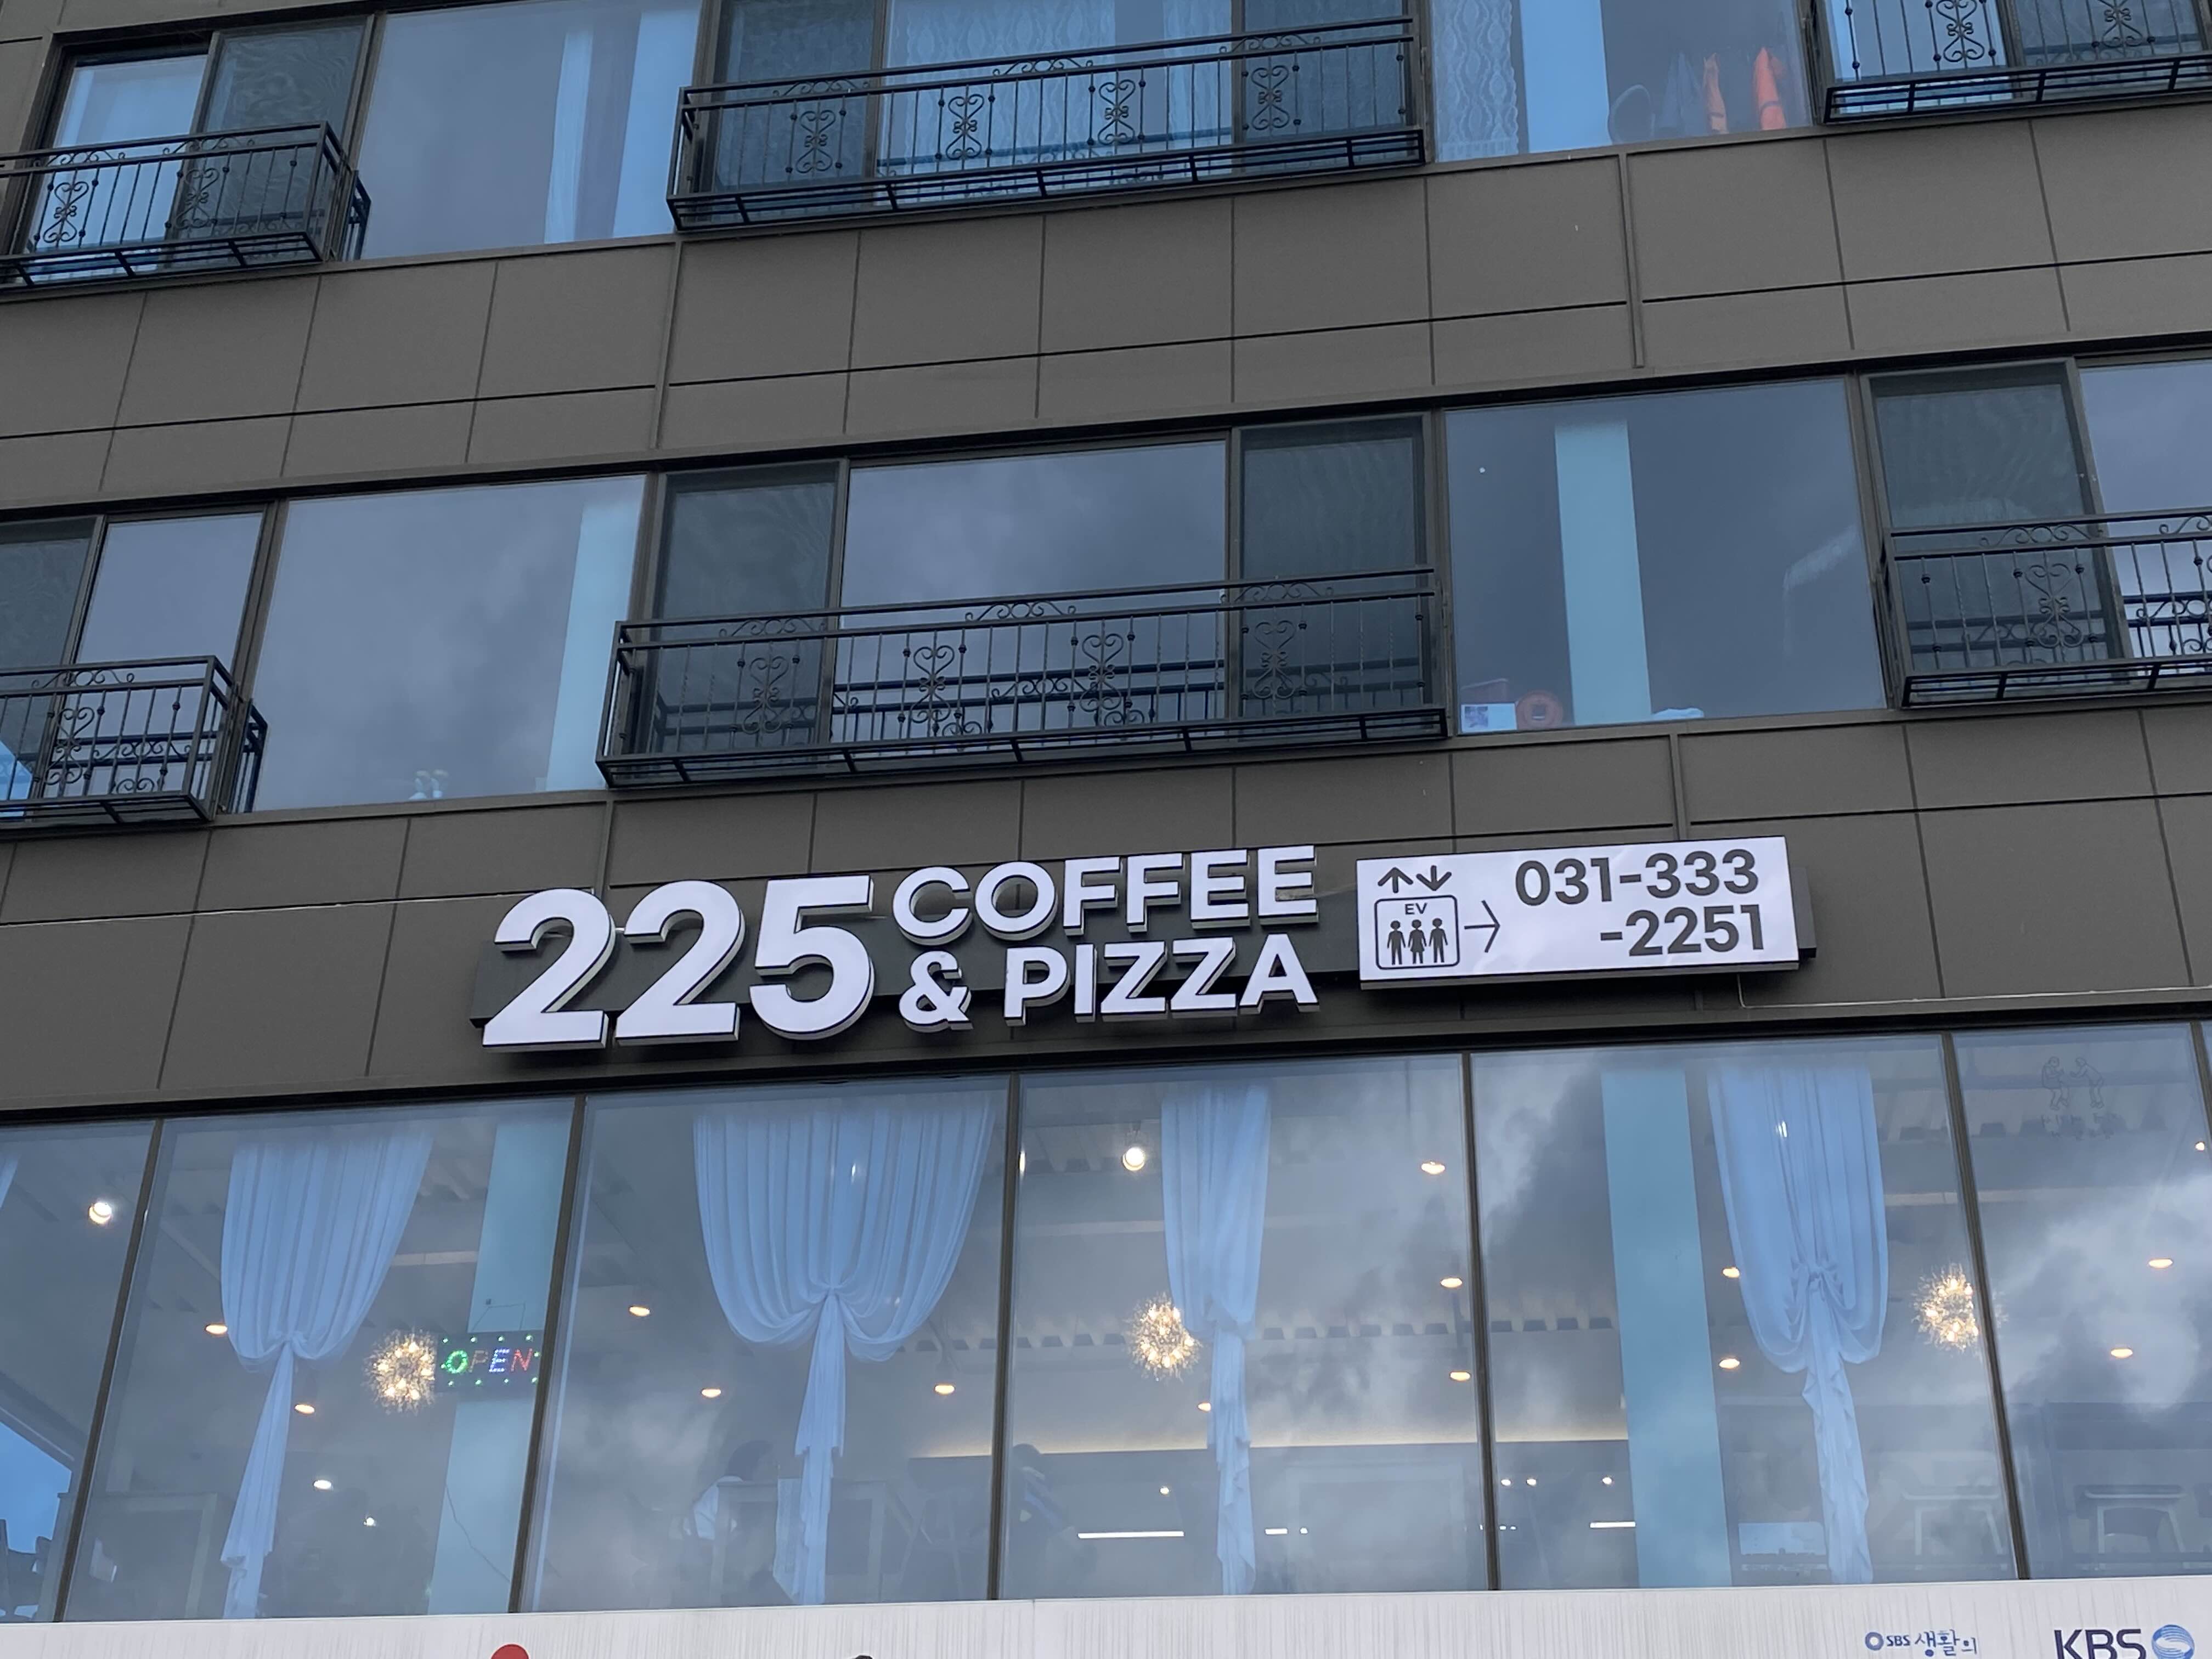 225 COFFEE
& PIZZA
EV
031-333
-2251
OPEN
SBS 생활의
KBS